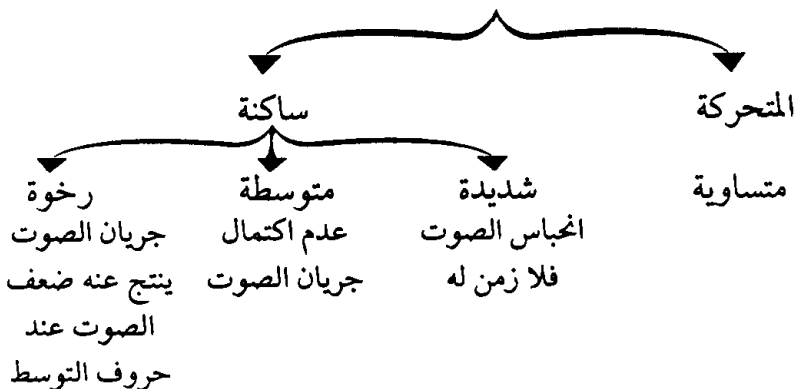 المتحركة
ساكنة
متساوية
شديدة
متوسطة
رخوة
انحباس الصوت
فلا زمن له
عدم اكتمال
جريان الصوت
جريان الصوت
ينتج عنه ضعف
الصوت عند
حروف التوسط